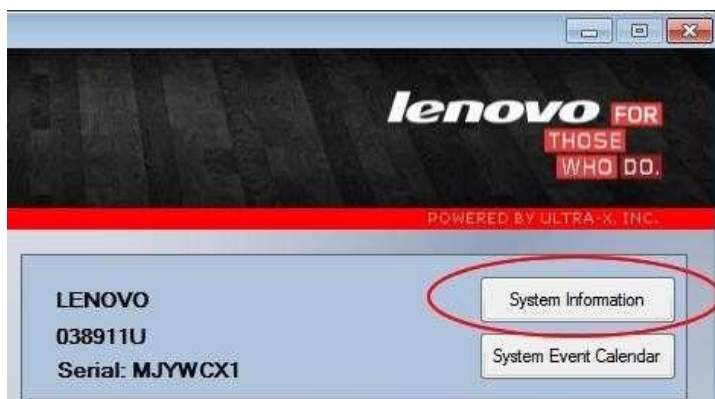 lenovo FOR
THOSE
WHO DO.
POWERED BY ULTRA-X, INC.
LENOVO
System Information
038911U
System Event Calendar
Serial: MJYWCX1